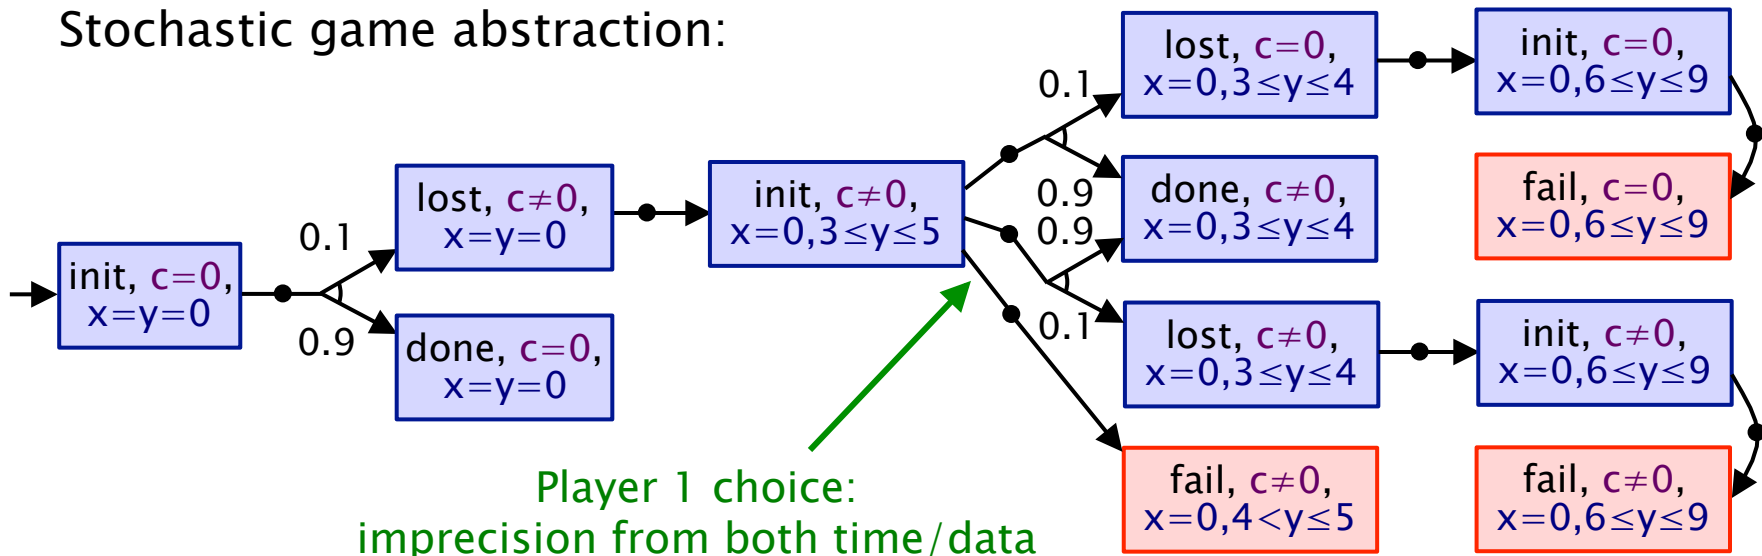 Stochastic game abstraction:
init, c=0,
x=y=0
0.1
0.9
lost, c≠0,
x=y=0
done, c=0,
x=y=0
init, c≠0,
x=0,3≤y≤5
0.1
0.9
0.9
0.1
lost, c=0,
x=0,3≤y≤4
done, c≠0,
x=0,3≤y≤4
lost, c≠0,
x=0,3≤y≤4
fail, c≠0,
x=0,4<y≤5
init, c=0,
x=0,6≤y≤9
fail, c=0,
x=0,6≤y≤9
init, c≠0,
x=0,6≤y≤9
fail, c≠0,
x=0,6≤y≤9
Player 1 choice:
imprecision from both time/data